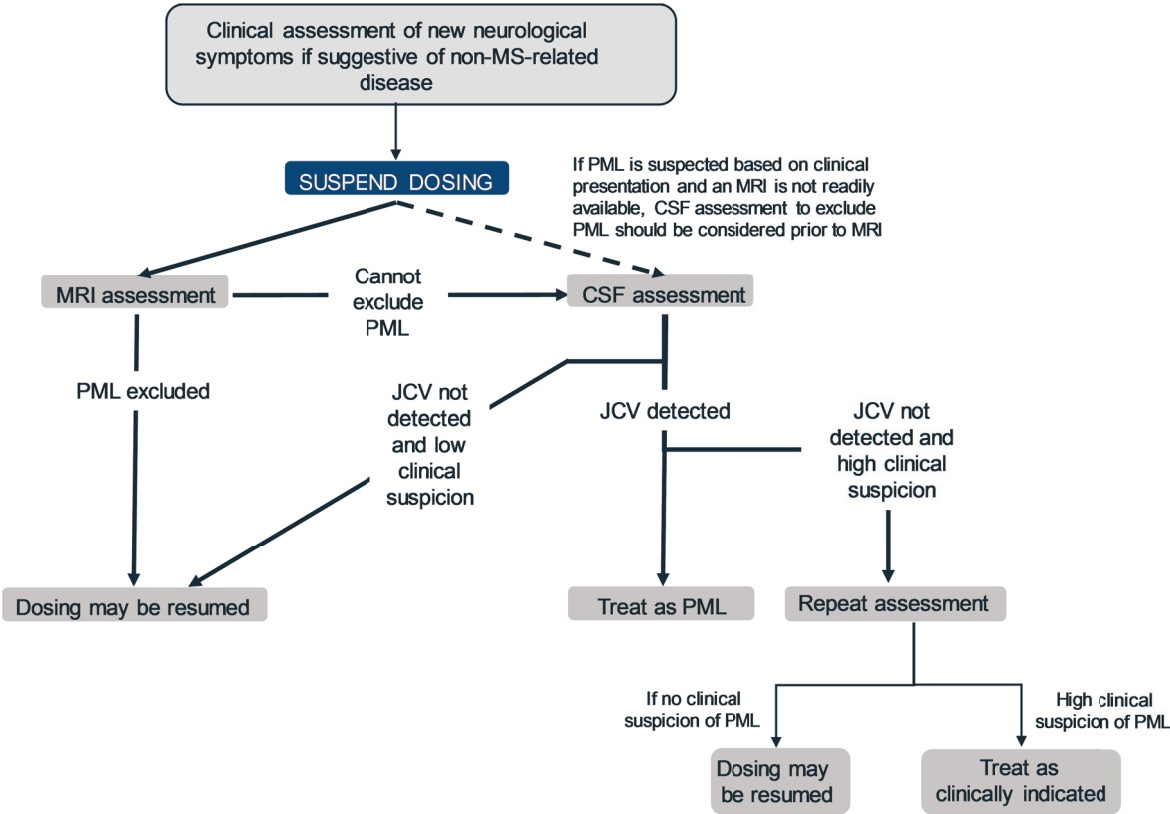 Clinical assessment of new neurological
symptoms if suggestive of non-MS-related
disease
SUSPEND DOSING
If PML is suspected based on clinical
presentation and an MRI is not readily
available, CSF assessment to exclude
PML should be considered prior to MRI
MRI assessment
Cannot
exclude
PML
CSF assessment
PML excluded
JCV not
detected
and low
clinical
suspicion
JCV detected
JCV not
detected and
high clinical
suspicion
Dosing may be resumed
Treat as PML
Repeat assessment
If no clinical
suspicion of PML
High clinical
suspicion of PML
Dosing may
be resumed
Treat as
clinically indicated